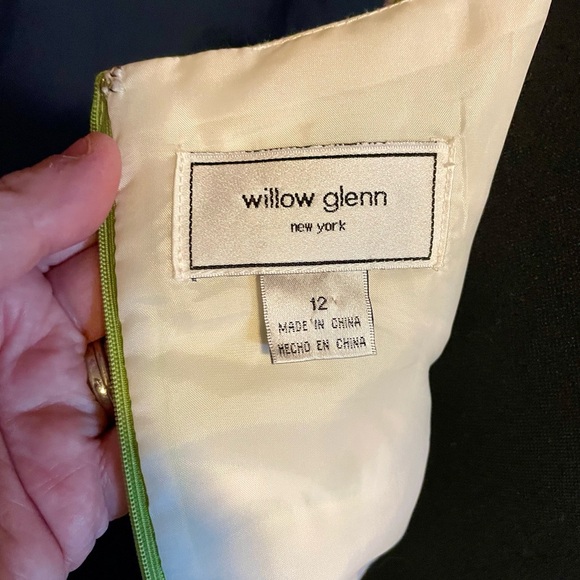 willow glenn
new york
12
MADE IN CHINA
HECHO EN CHINA